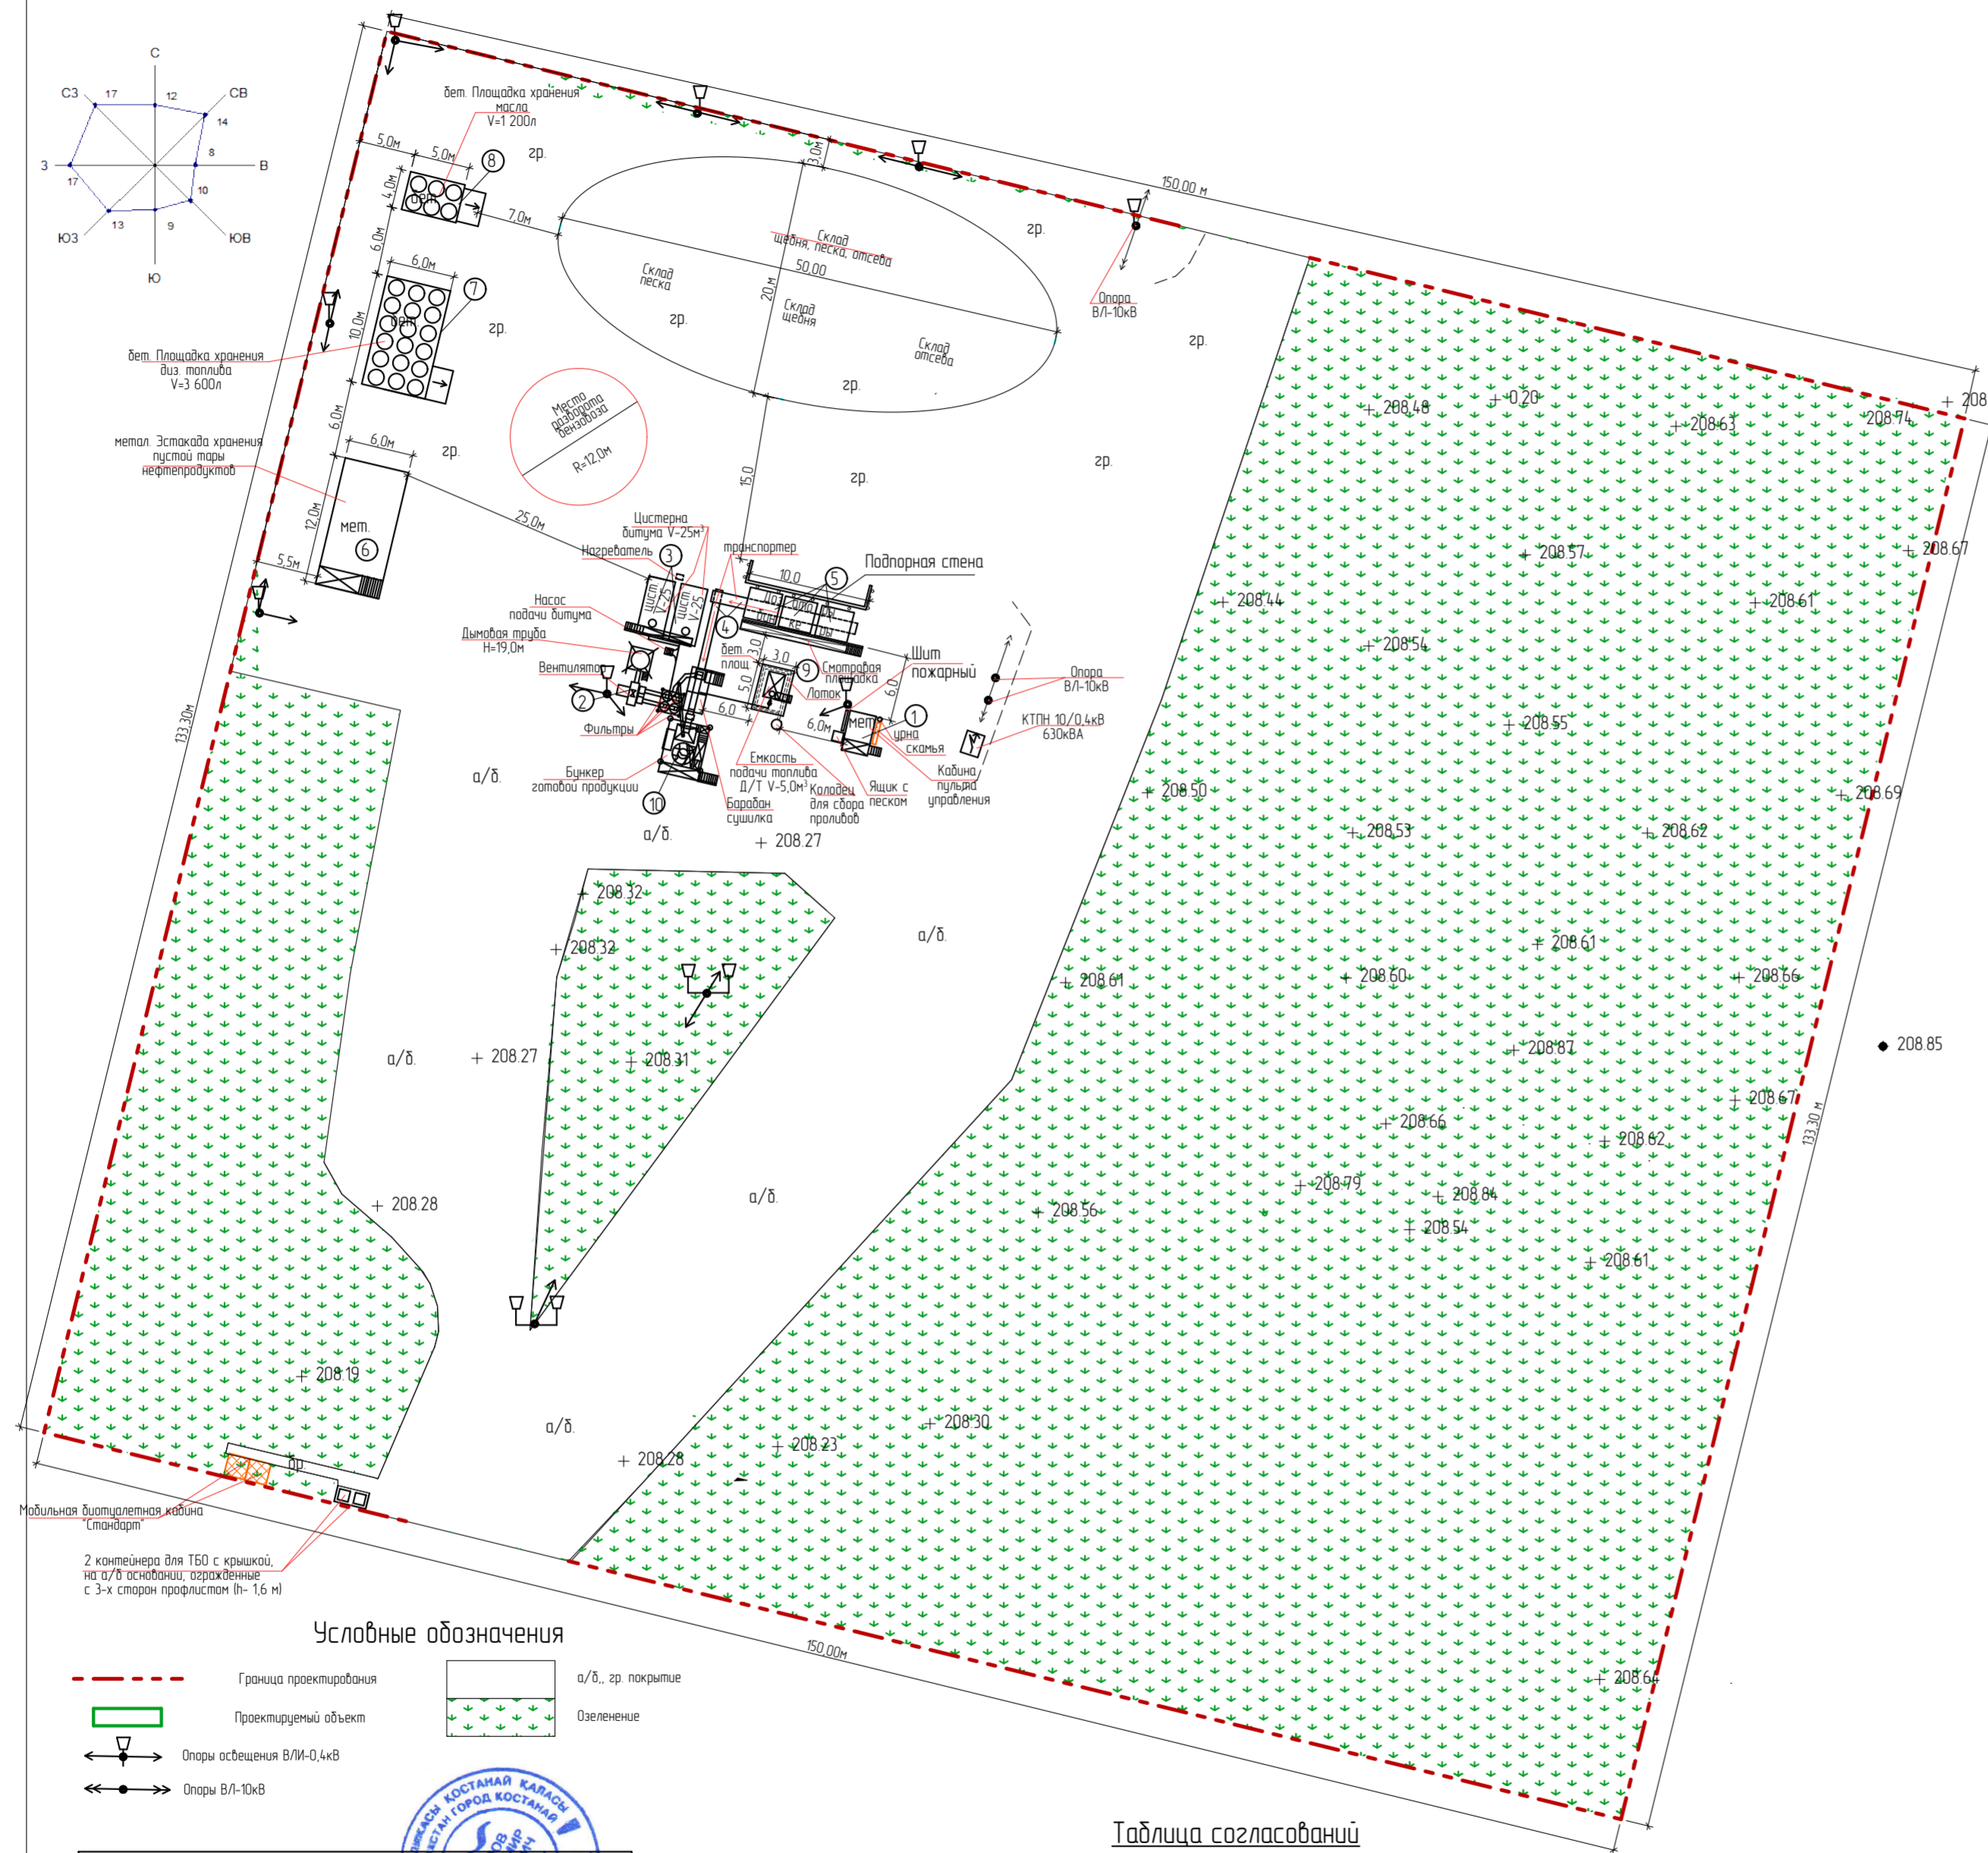 С
СЗ
17
12
СВ
14
8
З
В
17
10
13
9
ЮЗ
ЮВ
Ю
бет. Площадка хранения
масла
V=1 200л
5,0м
5,0м
8
гр.
4,0м
бет.
7,0м
6,0м
3,0м
150,00 м
гр.
Склад
щебня, песка, отсева
50,00
Склад
песка
20,м
Склад
щебня
гр.
Склад
отсева
гр.
Опора
ВЛ-10кВ
гр.
6,0м
7
гр.
бет.
10,0м
бет. Площадка хранения
диз. топлива
V=3 600л
6,0м
Место
разворота
бензовоза
R=12,0м
метал. Эстакада хранения
пустой тары
нефтепродуктов
6,0м
гр.
12,0м
мет.
6
5,5м
25,0м
15,0
гр.
гр.
Цистерна
битума V-25м³
Нагреватель
3
транспортер
10,0
5
Подпорная стена
цист.
V-25
цист.
V-25
4
Насос
подачи битума
Дымовая труба
Н=19,0м
Вентилятор
2
Фильтры
бет.
площ
3,0
3,0
5,0
9
Смотровая
площадка
Лоток
Щит
пожарный
6,0
6,0
6,0м
мет.
1
урна
скамья
Опора
ВЛ-10кВ
КТПН 10/0,4кВ
630кВА
Бункер
готовой продукции
10
Емкость
подачи топлива
Д/Т V-5,0м³
Барабан
сушилка
Колодец
для сбора
проливов
Ящик с
песком
Кабина
пульта
управления
133,30м
а/б.
а/б.
208.27
208.32
208.32
а/б.
208.27
208.31
а/б.
208.28
а/б.
208.19
а/б.
208.28
208.23
208.30
208.48
0.20
208.63
208.74
208
208.57
208.67
208.44
208.61
208.54
208.55
208.50
208.69
208.53
208.62
208.61
208.61
208.60
208.66
208.87
208.85
208.67
208.66
208.62
133,30 м
208.79
208.84
208.56
208.54
208.61
208.64
бр.
Мобильная биотуалетная кабина
"Стандарт"
2 контейнера для ТБО с крышкой,
на а/б основании, огражденные
с 3-х сторон профлистом (h- 1,6 м)
150,00м
Условные обозначения
Граница проектирования
а/б,, гр. покрытие
Проектируемый объект
Озеленение
Опоры освещения ВЛИ-0,4кВ
Опоры ВЛ-10кВ
ҚОСТАНАЙ ҚАЛАСЫ
ГОРОД КОСТАНАЙ
Таблица согласований